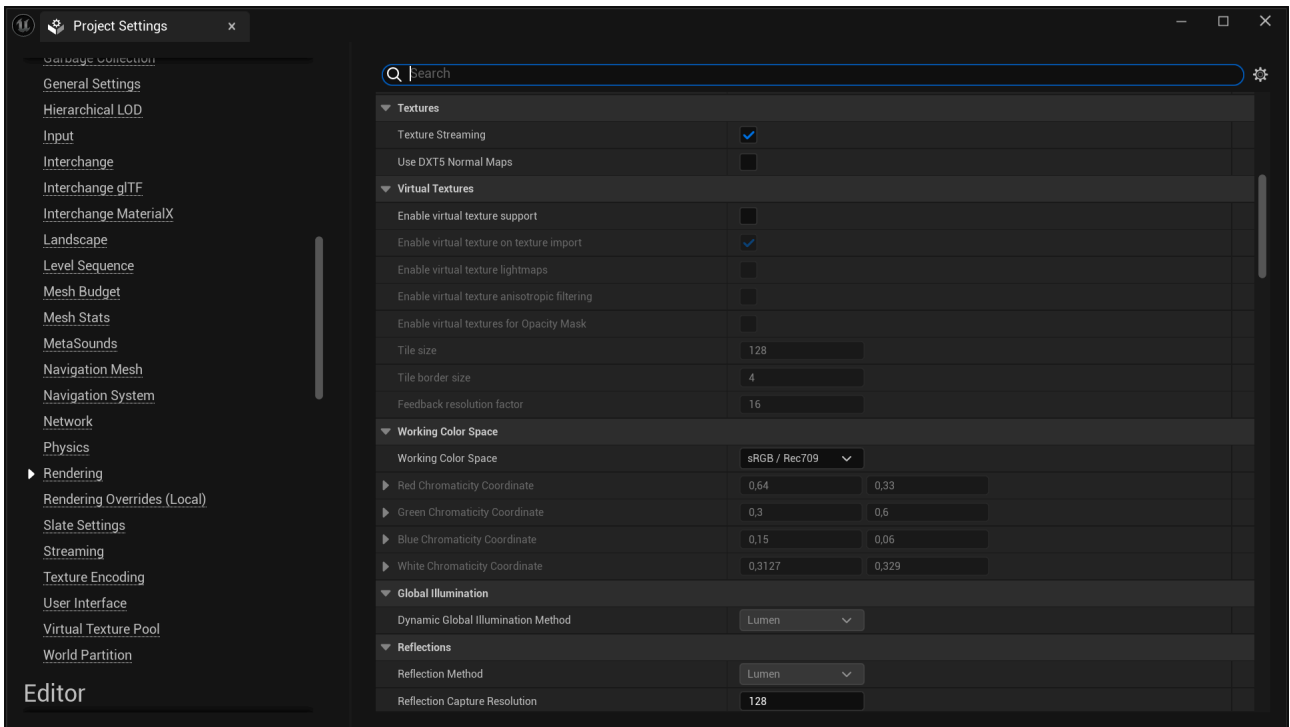 Project Settings
Garbage Collection
General Settings
Hierarchical LOD
Input
Interchange
Interchange glTF
Interchange MaterialX
Landscape
Level Sequence
Mesh Budget
Mesh Stats
MetaSounds
Navigation Mesh
Navigation System
Network
Physics
Rendering
Rendering Overrides (Local)
Slate Settings
Streaming
Texture Encoding
User Interface
Virtual Texture Pool
World Partition
Editor
Search
Textures
Texture Streaming
Use DXT5 Normal Maps
Virtual Textures
Enable virtual texture support
Enable virtual texture on texture import
Enable virtual texture lightmaps
Enable virtual texture anisotropic filtering
Enable virtual textures for Opacity Mask
Tile size 128
Tile border size 4
Feedback resolution factor 16
Working Color Space
Working Color Space sRGB / Rec709
Red Chromaticity Coordinate 0,64 0,33
Green Chromaticity Coordinate 0,3 0,6
Blue Chromaticity Coordinate 0,15 0,06
White Chromaticity Coordinate 0,3127 0,329
Global Illumination
Dynamic Global Illumination Method Lumen
Reflections
Reflection Method Lumen
Reflection Capture Resolution 128